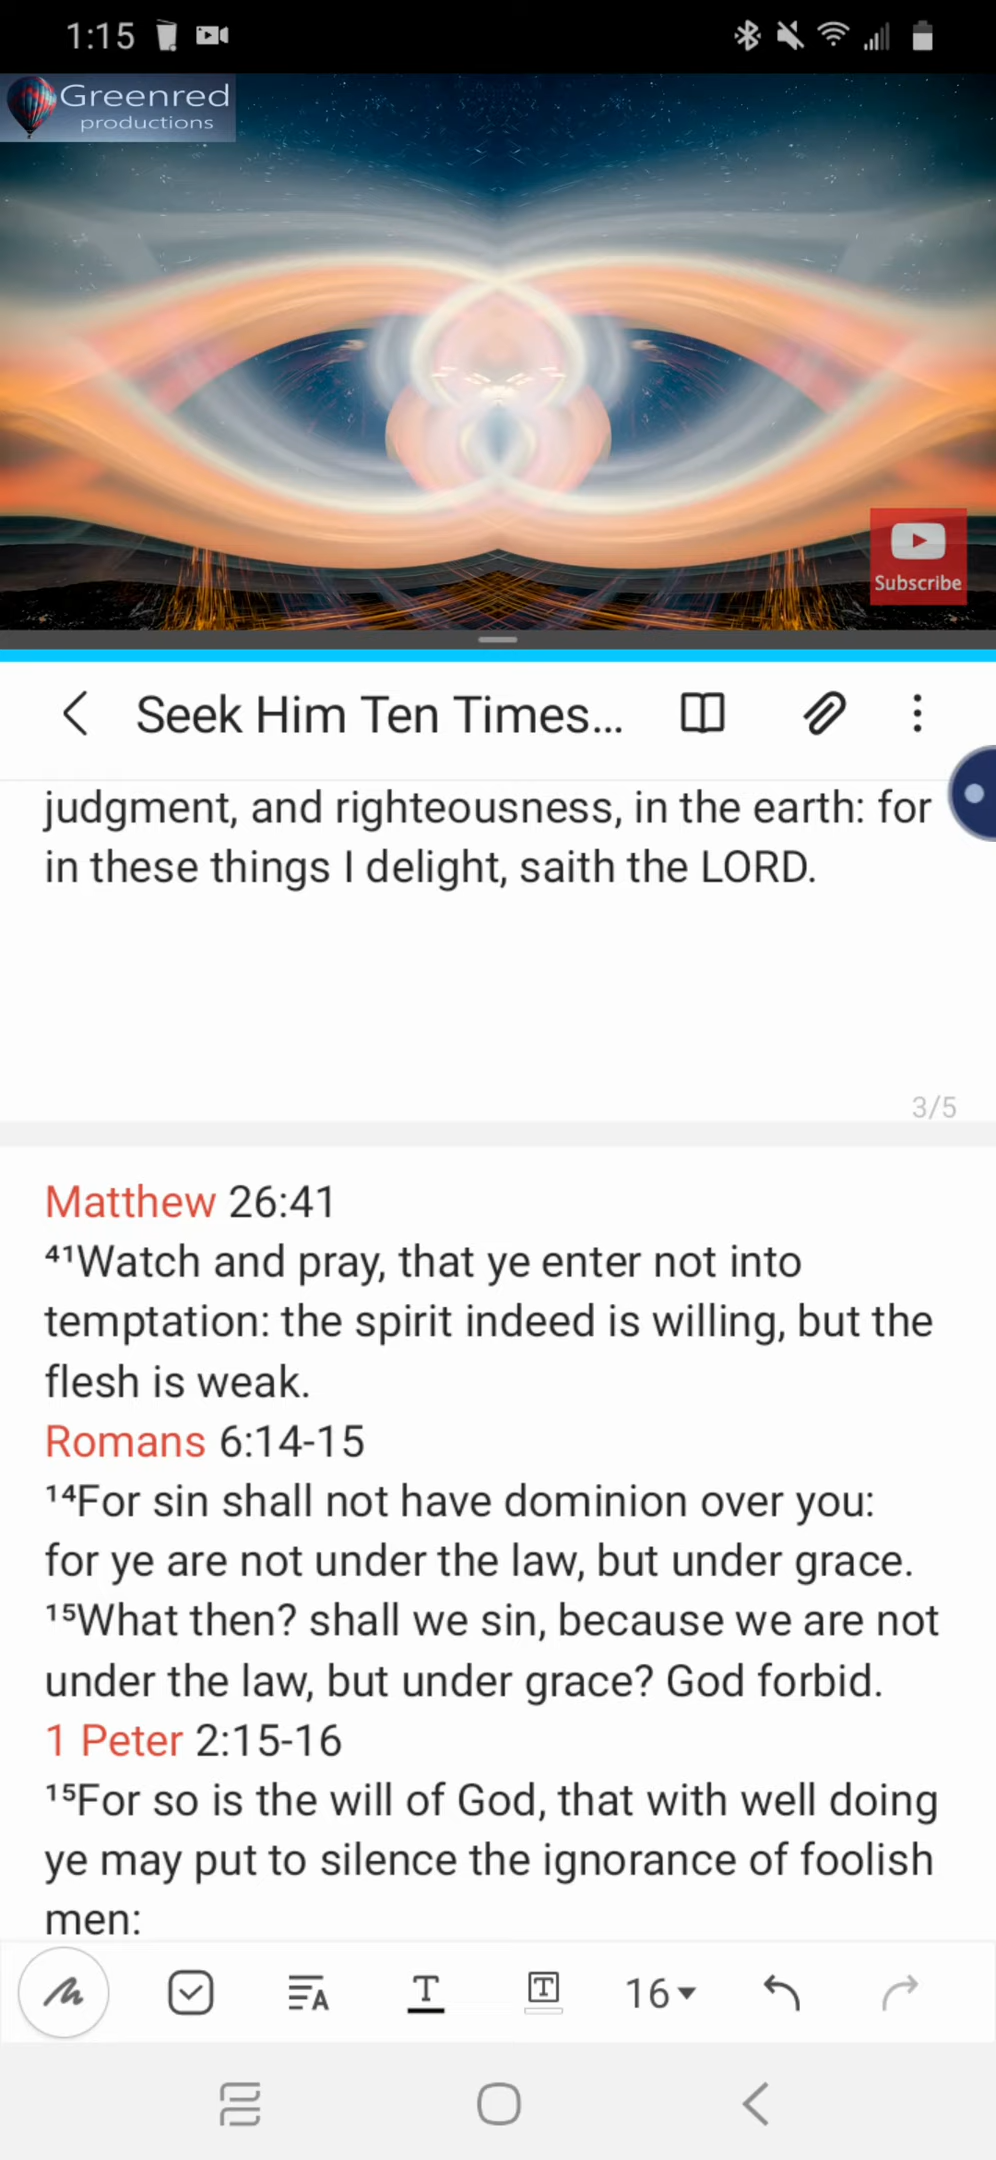 1:15
Greenred
productions
Subscribe
Seek Him Ten Times...
judgment, and righteousness, in the earth: for
in these things I delight, saith the LORD.
3/5
Matthew 26:41
⁴¹Watch and pray, that ye enter not into
temptation: the spirit indeed is willing, but the
flesh is weak.
Romans 6:14-15
¹⁴For sin shall not have dominion over you:
for ye are not under the law, but under grace.
¹⁵What then? shall we sin, because we are not
under the law, but under grace? God forbid.
1 Peter 2:15-16
¹⁵For so is the will of God, that with well doing
ye may put to silence the ignorance of foolish
men:
16